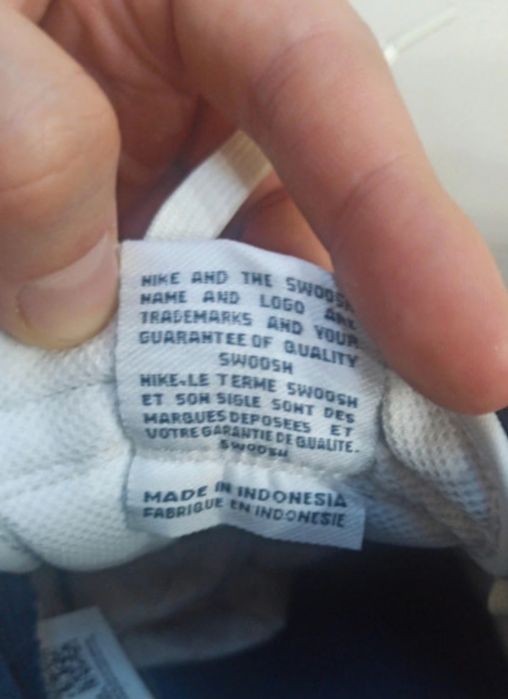 NIKE AND THE SWOOSH
NAME AND LOGO ARE
TRADEMARKS AND YOUR
GUARANTEE OF QUALITY
SWOOSH
NIKE, LE TERME SWOOSH
ET SON SIGLE SONT DES
MARQUES DEPOSEES ET
VOTRE GARANTIE DE QUALITE.
SWOOSH
MADE IN INDONESIA
FABRIQUE EN INDONESIE